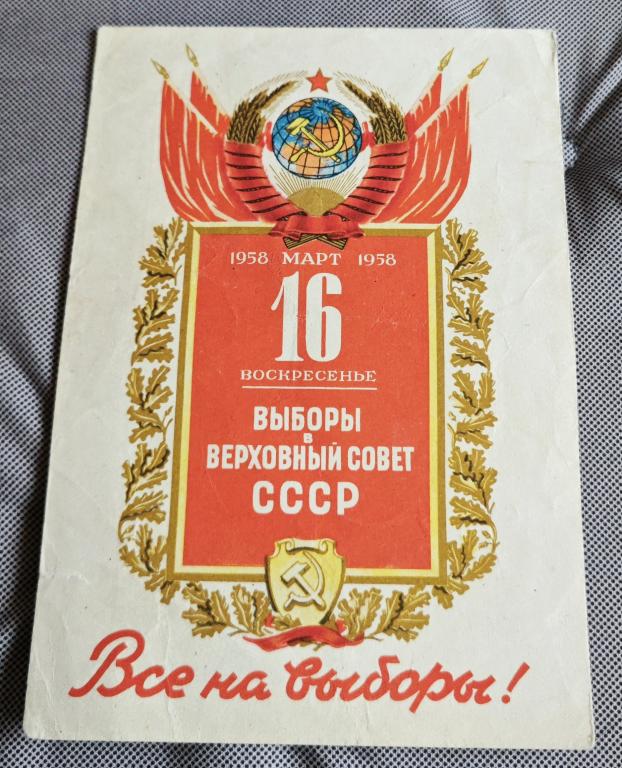 1958 МАРТ 1958
16
ВОСКРЕСЕНЬЕ
ВЫБОРЫ
в
ВЕРХОВНЫЙ СОВЕТ
СССР
Все на выборы!